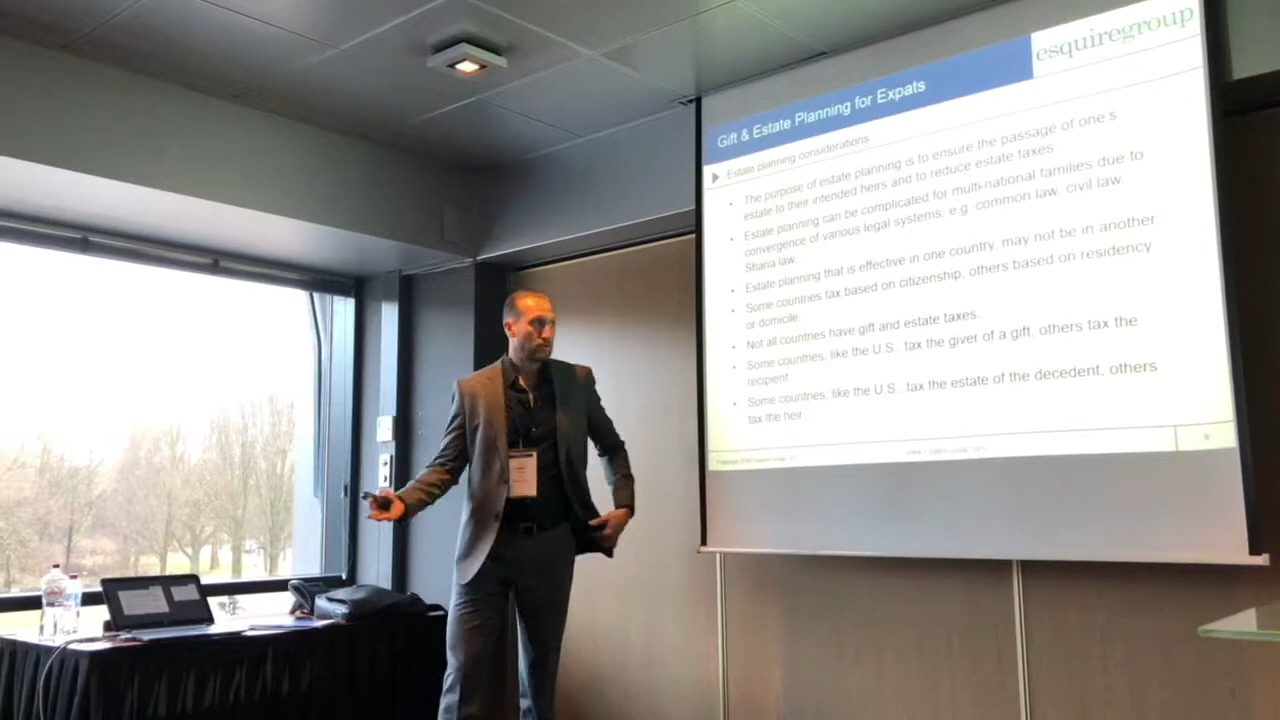 esquiregroup
Gift & Estate Planning for Expats
Estate planning considerations
• The purpose of estate planning is to ensure the passage of one s
estate to their intended heirs and to reduce estate taxes
• Estate planning can be complicated for multi-national families due to
convergence of various legal systems; e.g. common law, civil law,
Sharia law.
• Estate planning that is effective in one country, may not be in another
• Some countries tax based on citizenship, others based on residency
or domicile.
• Not all countries have gift and estate taxes.
• Some countries, like the U.S., tax the giver of a gift, others tax the
recipient.
• Some countries, like the U.S., tax the estate of the decedent, others
tax the heir